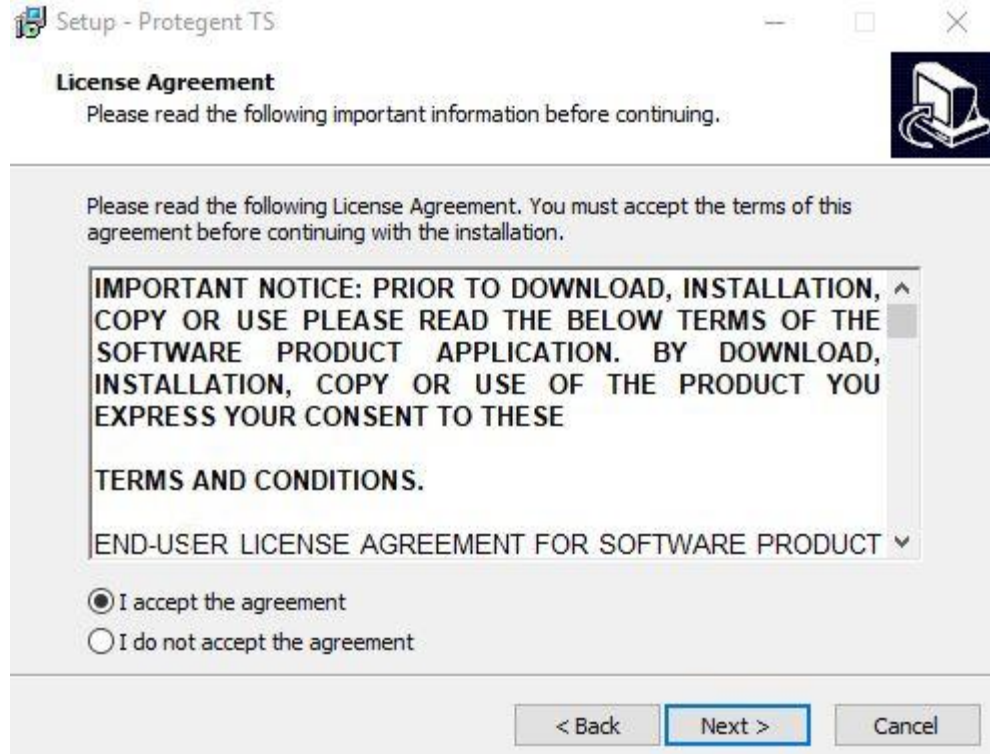 Setup - Protegent TS
License Agreement
Please read the following important information before continuing.
Please read the following License Agreement. You must accept the terms of this
agreement before continuing with the installation.
IMPORTANT NOTICE: PRIOR TO DOWNLOAD, INSTALLATION,
COPY OR USE PLEASE READ THE BELOW TERMS OF THE
SOFTWARE PRODUCT APPLICATION. BY DOWNLOAD,
INSTALLATION, COPY OR USE OF THE PRODUCT YOU
EXPRESS YOUR CONSENT TO THESE
TERMS AND CONDITIONS.
END-USER LICENSE AGREEMENT FOR SOFTWARE PRODUCT
I accept the agreement
I do not accept the agreement
< Back Next > Cancel